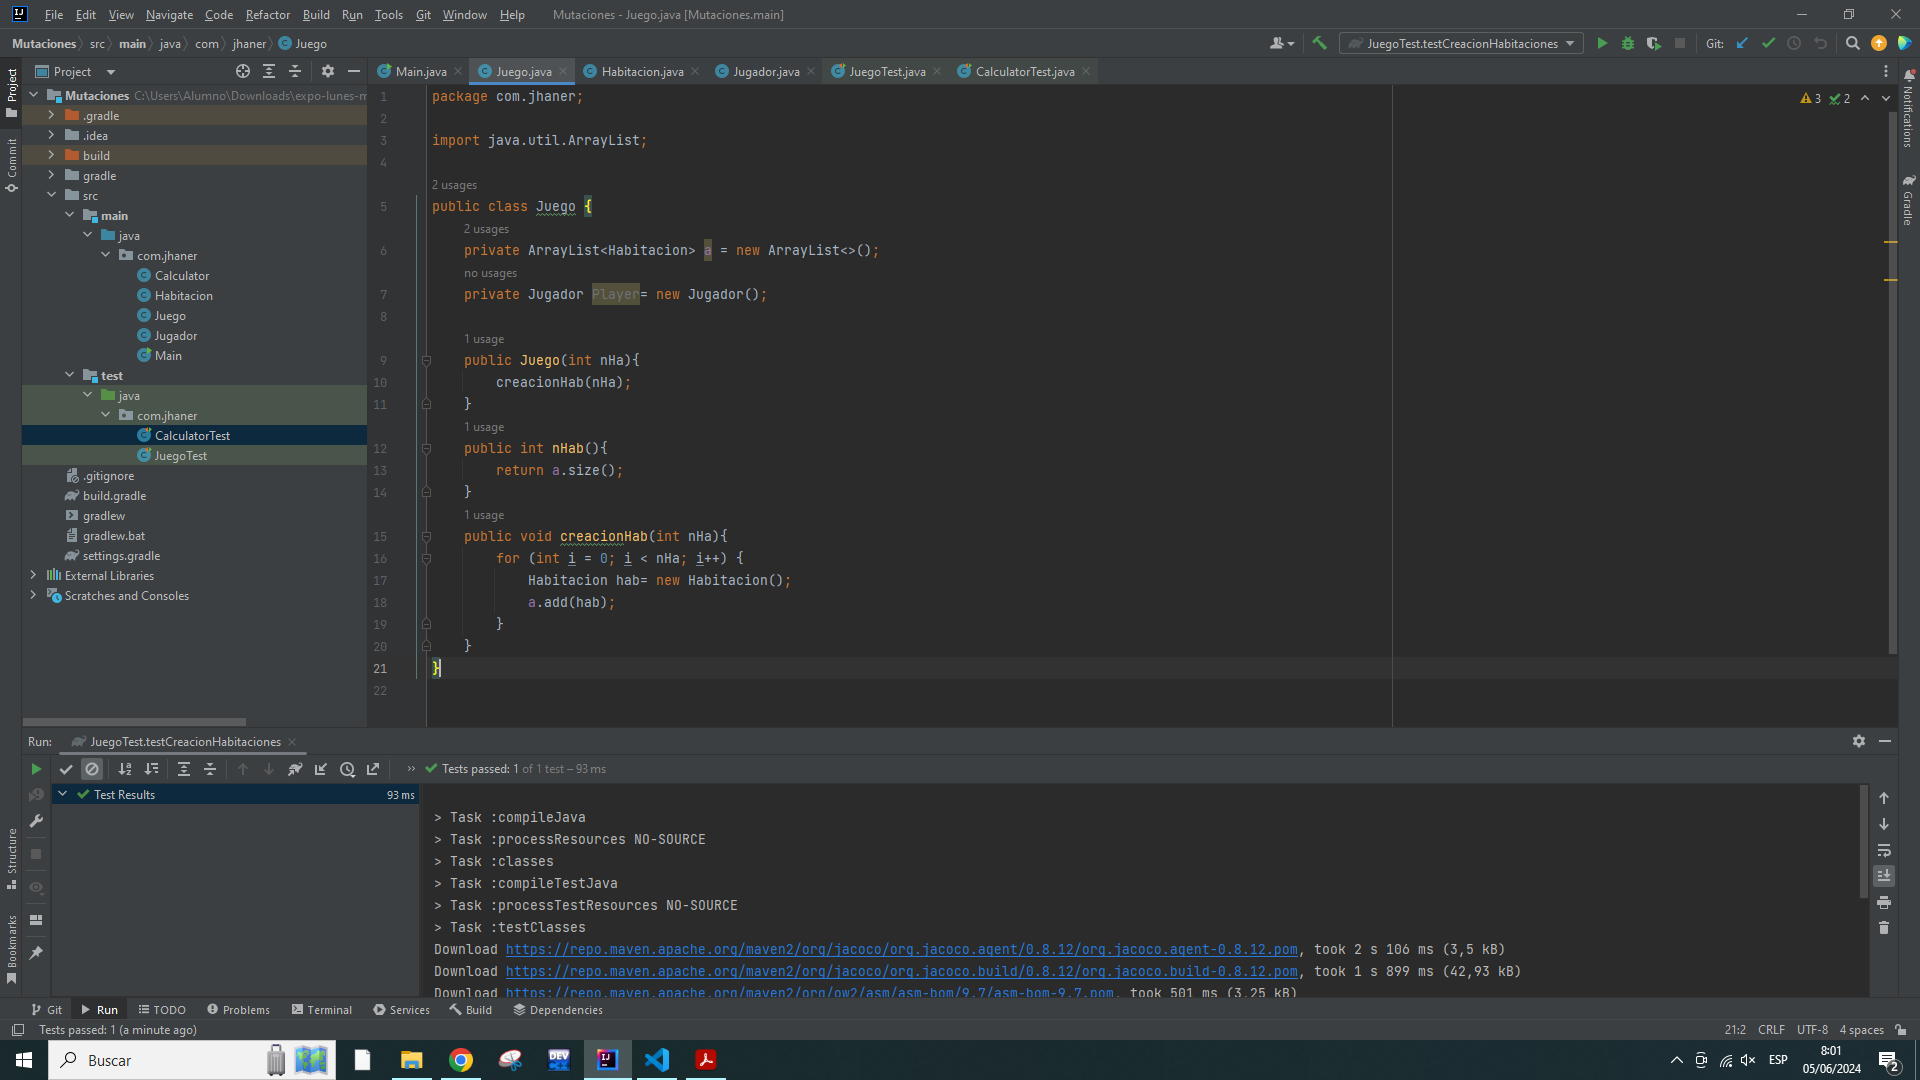 File Edit View Navigate Code Refactor Build Run Tools Git Window Help Mutaciones - Juego.java [Mutaciones.main]
Mutaciones src main java com jhaner Juego
JuegoTest.testCreacionHabitaciones Git:
Project
Main.java Juego.java Habitacion.java Jugador.java JuegoTest.java CalculatorTest.java
Project
Commit
Structure
Bookmarks
Notifications
Gradle
Mutaciones C:\Users\Alumno\Downloads\expo-lunes-m
.gradle
.idea
build
gradle
src
main
java
com.jhaner
Calculator
Habitacion
Juego
Jugador
Main
test
java
com.jhaner
CalculatorTest
JuegoTest
.gitignore
build.gradle
gradlew
gradlew.bat
settings.gradle
External Libraries
Scratches and Consoles
3 2
1 package com.jhaner;
2
3 import java.util.ArrayList;
4
2 usages
5 public class Juego {
2 usages
6 private ArrayList<Habitacion> a = new ArrayList<>();
no usages
7 private Jugador Player= new Jugador();
8
1 usage
9 public Juego(int nHa){
10 creacionHab(nHa);
11 }
1 usage
12 public int nHab(){
13 return a.size();
14 }
1 usage
15 public void creacionHab(int nHa){
16 for (int i = 0; i < nHa; i++) {
17 Habitacion hab= new Habitacion();
18 a.add(hab);
19 }
20 }
21 }
22
Run: JuegoTest.testCreacionHabitaciones
» Tests passed: 1 of 1 test – 93 ms
Test Results 93 ms
> Task :compileJava
> Task :processResources NO-SOURCE
> Task :classes
> Task :compileTestJava
> Task :processTestResources NO-SOURCE
> Task :testClasses
Download https://repo.maven.apache.org/maven2/org/jacoco/org.jacoco.agent/0.8.12/org.jacoco.agent-0.8.12.pom, took 2 s 106 ms (3,5 kB)
Download https://repo.maven.apache.org/maven2/org/jacoco/org.jacoco.build/0.8.12/org.jacoco.build-0.8.12.pom, took 1 s 899 ms (42,93 kB)
Download https://repo.maven.apache.org/maven2/org/ow2/asm/asm-bom/9.7/asm-bom-9.7.pom, took 501 ms (3,25 kB)
Git Run TODO Problems Terminal Services Build Dependencies
Tests passed: 1 (a minute ago) 21:2 CRLF UTF-8 4 spaces
Buscar
DEV
ESP
8:01
05/06/2024
2